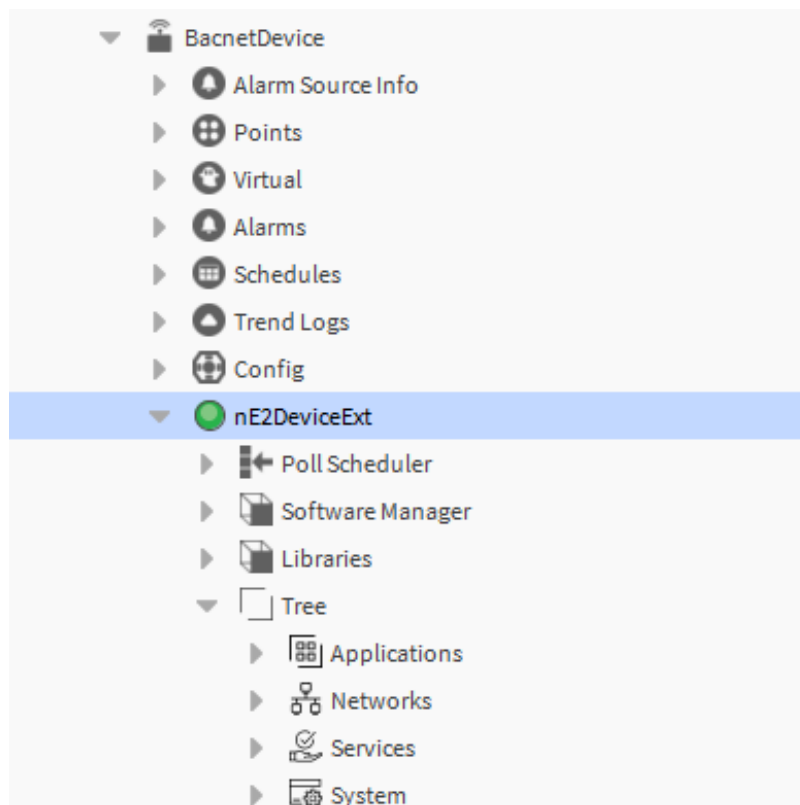 BacnetDevice
Alarm Source Info
Points
Virtual
Alarms
Schedules
Trend Logs
Config
nE2DeviceExt
Poll Scheduler
Software Manager
Libraries
Tree
Applications
Networks
Services
System